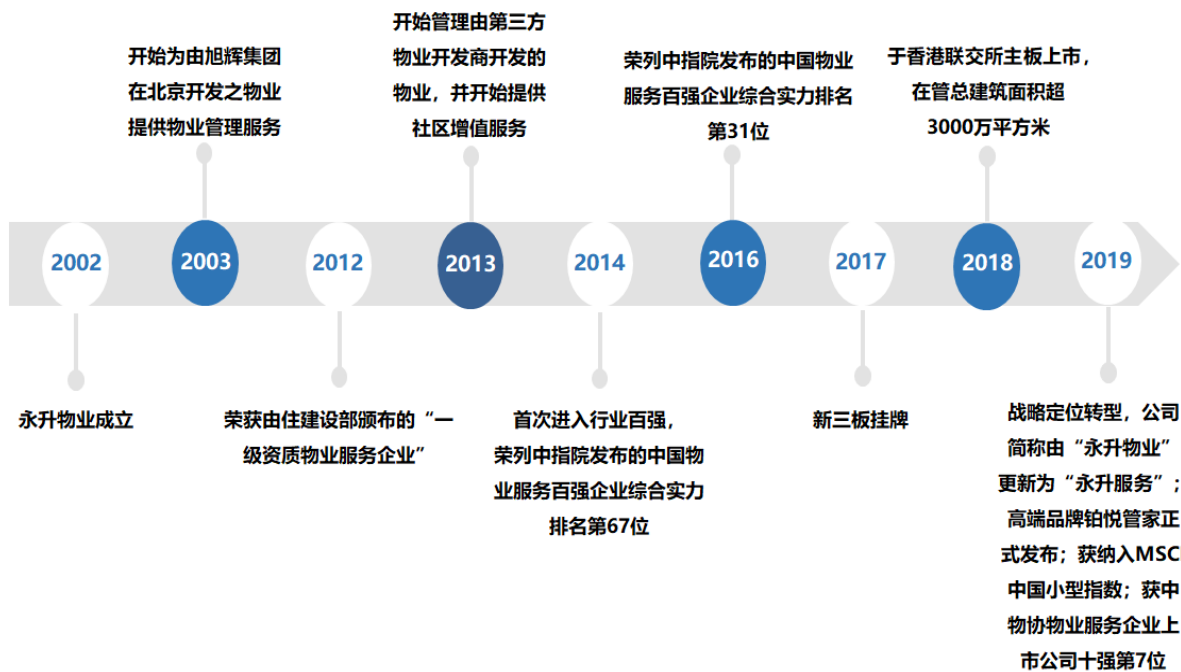 开始为由旭辉集团
在北京开发之物业
提供物业管理服务
开始管理由第三方
物业开发商开发的
物业，并开始提供
社区增值服务
荣列中指院发布的中国物业
服务百强企业综合实力排名
第31位
于香港联交所主板上市，
在管总建筑面积超
3000万平方米
2002
2003
2012
2013
2014
2016
2017
2018
2019
永升物业成立
荣获由住建设部颁布的“一
级资质物业服务企业”
首次进入行业百强，
荣列中指院发布的中国物
业服务百强企业综合实力
排名第67位
新三板挂牌
战略定位转型，公司
简称由“永升物业”
更新为“永升服务”；
高端品牌铂悦管家正
式发布；获纳入MSCI
中国小型指数；获中
物协物业服务企业上
市公司十强第7位